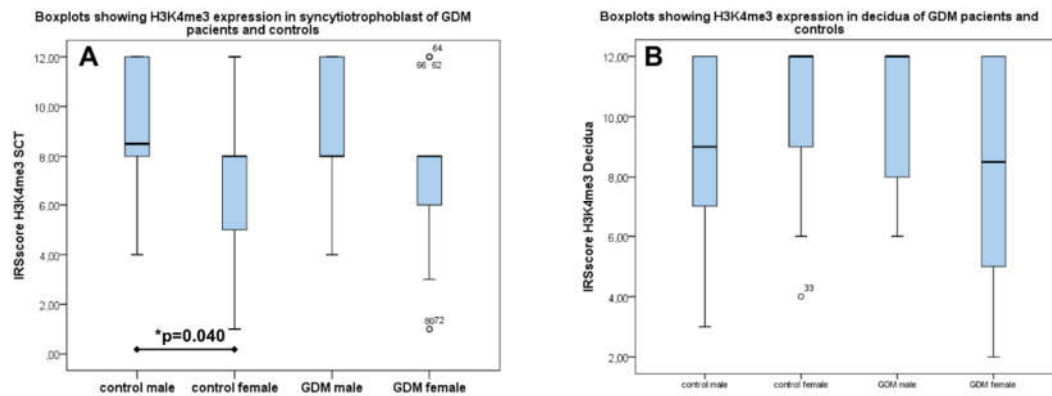 Boxplots showing H3K4me3 expression in syncytiotrophoblast of GDM
pacients and controls
A
12,00
10,00
8,00
6,00
4,00
2,00
,00
IRSscore H3K4me3 SCT
64
66 62
8072
*p=0.040
control male control female GDM male GDM female
Boxplots showing H3K4me3 expression in decidua of GDM pacients and
controls
B
12,00
10,00
8,00
6,00
4,00
2,00
IRSscore H3K4me3 Decidua
33
control male control female GDM male GDM female